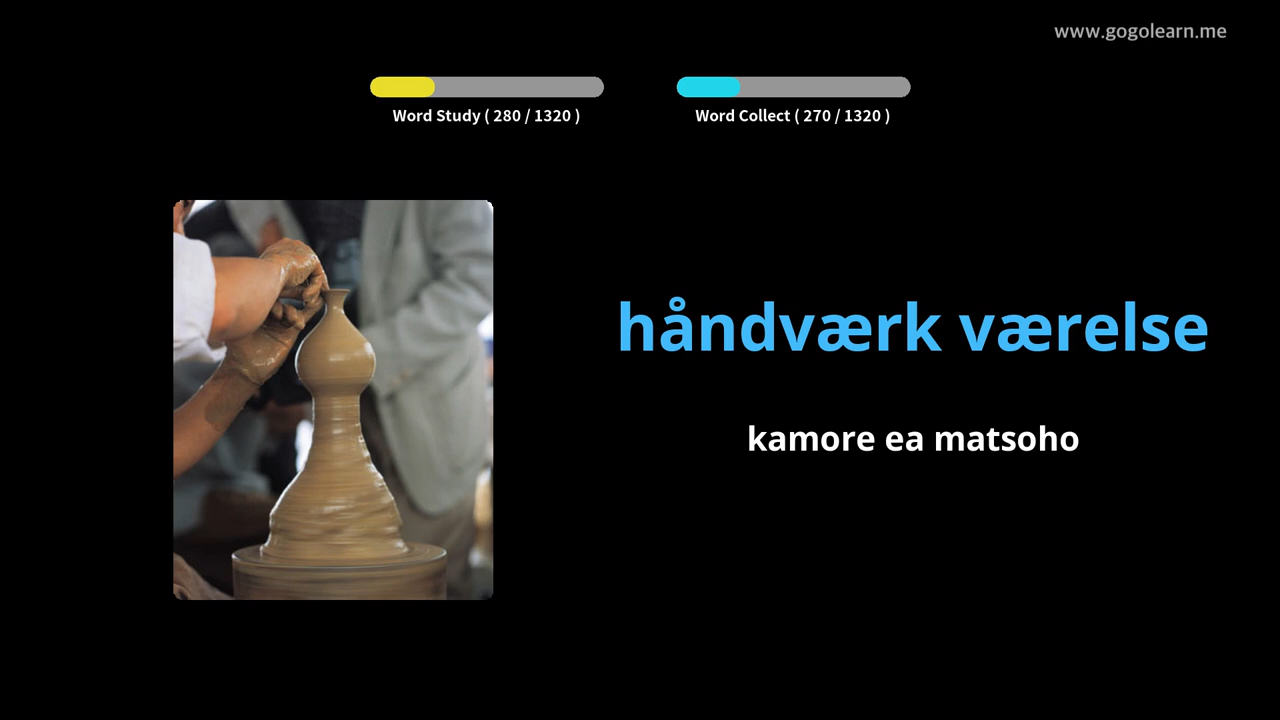 www.gogolearn.me
Word Study ( 280 / 1320 )
Word Collect ( 270 / 1320 )
håndværk værelse
kamore ea matsoho